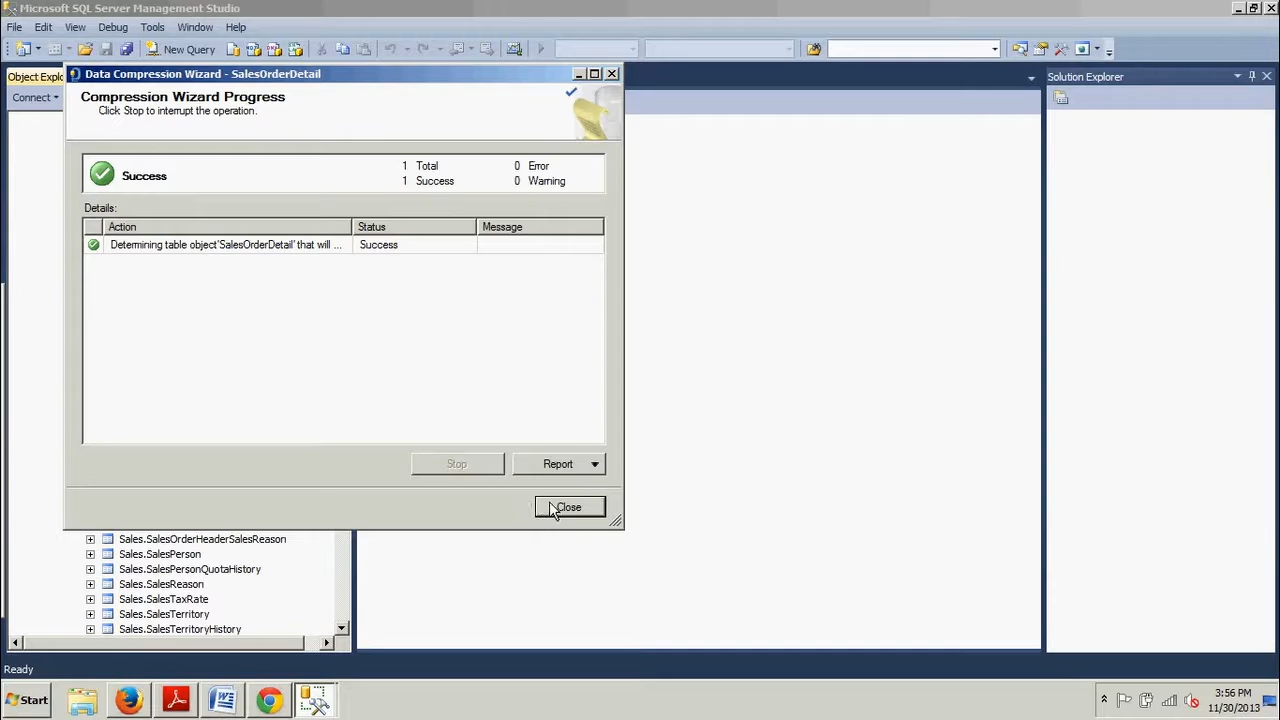 Microsoft SQL Server Management Studio
File Edit View Debug Tools Window Help
New Query
Object Explo
Connect
Data Compression Wizard - SalesOrderDetail
Compression Wizard Progress
Click Stop to interrupt the operation.
Success
1 Total 0 Error
1 Success 0 Warning
Details:
Action Status Message
Determining table object'SalesOrderDetail' that will ... Success
Stop Report
Close
Sales.SalesOrderHeaderSalesReason
Sales.SalesPerson
Sales.SalesPersonQuotaHistory
Sales.SalesReason
Sales.SalesTaxRate
Sales.SalesTerritory
Sales.SalesTerritoryHistory
Solution Explorer
Ready
Start
3:56 PM
11/30/2013